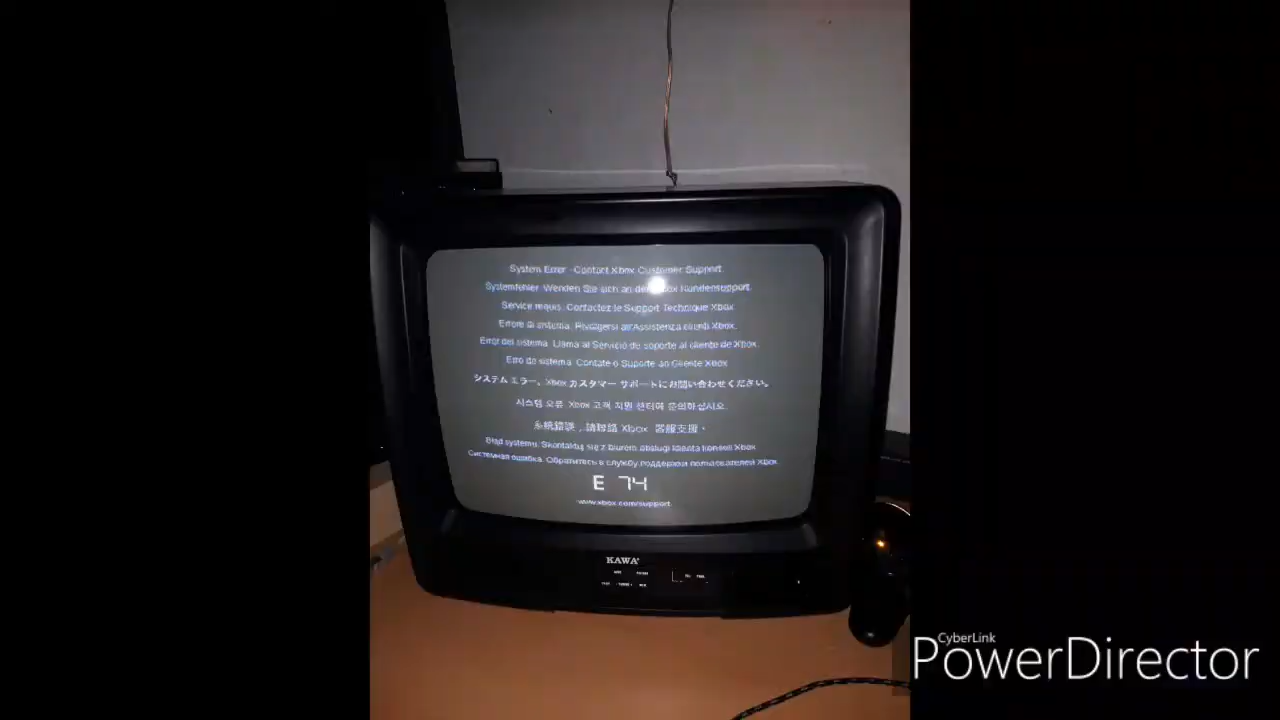 System Error - Contact Xbox Customer Support.
Systemfehler. Wenden Sie sich an den Xbox Kundensupport.
Service requis. Contactez le Support Technique Xbox
Errore di sistema. Rivolgersi all'Assistenza clienti Xbox.
Error del sistema. Llama al Servicio de soporte al cliente de Xbox.
Erro de sistema. Contate o Suporte ao Cliente Xbox
システム エラー。Xbox カスタマー サポートにお問い合わせください。
시스템 오류. Xbox 고객 지원 센터에 문의하십시오.
系統錯誤，請聯絡 Xbox 客服支援。
Błąd systemu. Skontaktuj się z biurem obsługi klienta konsoli Xbox
Системная ошибка. Обратитесь в службу поддержки пользователей Xbox.
E 74
www.xbox.com/support
KAWA
CyberLink
PowerDirector